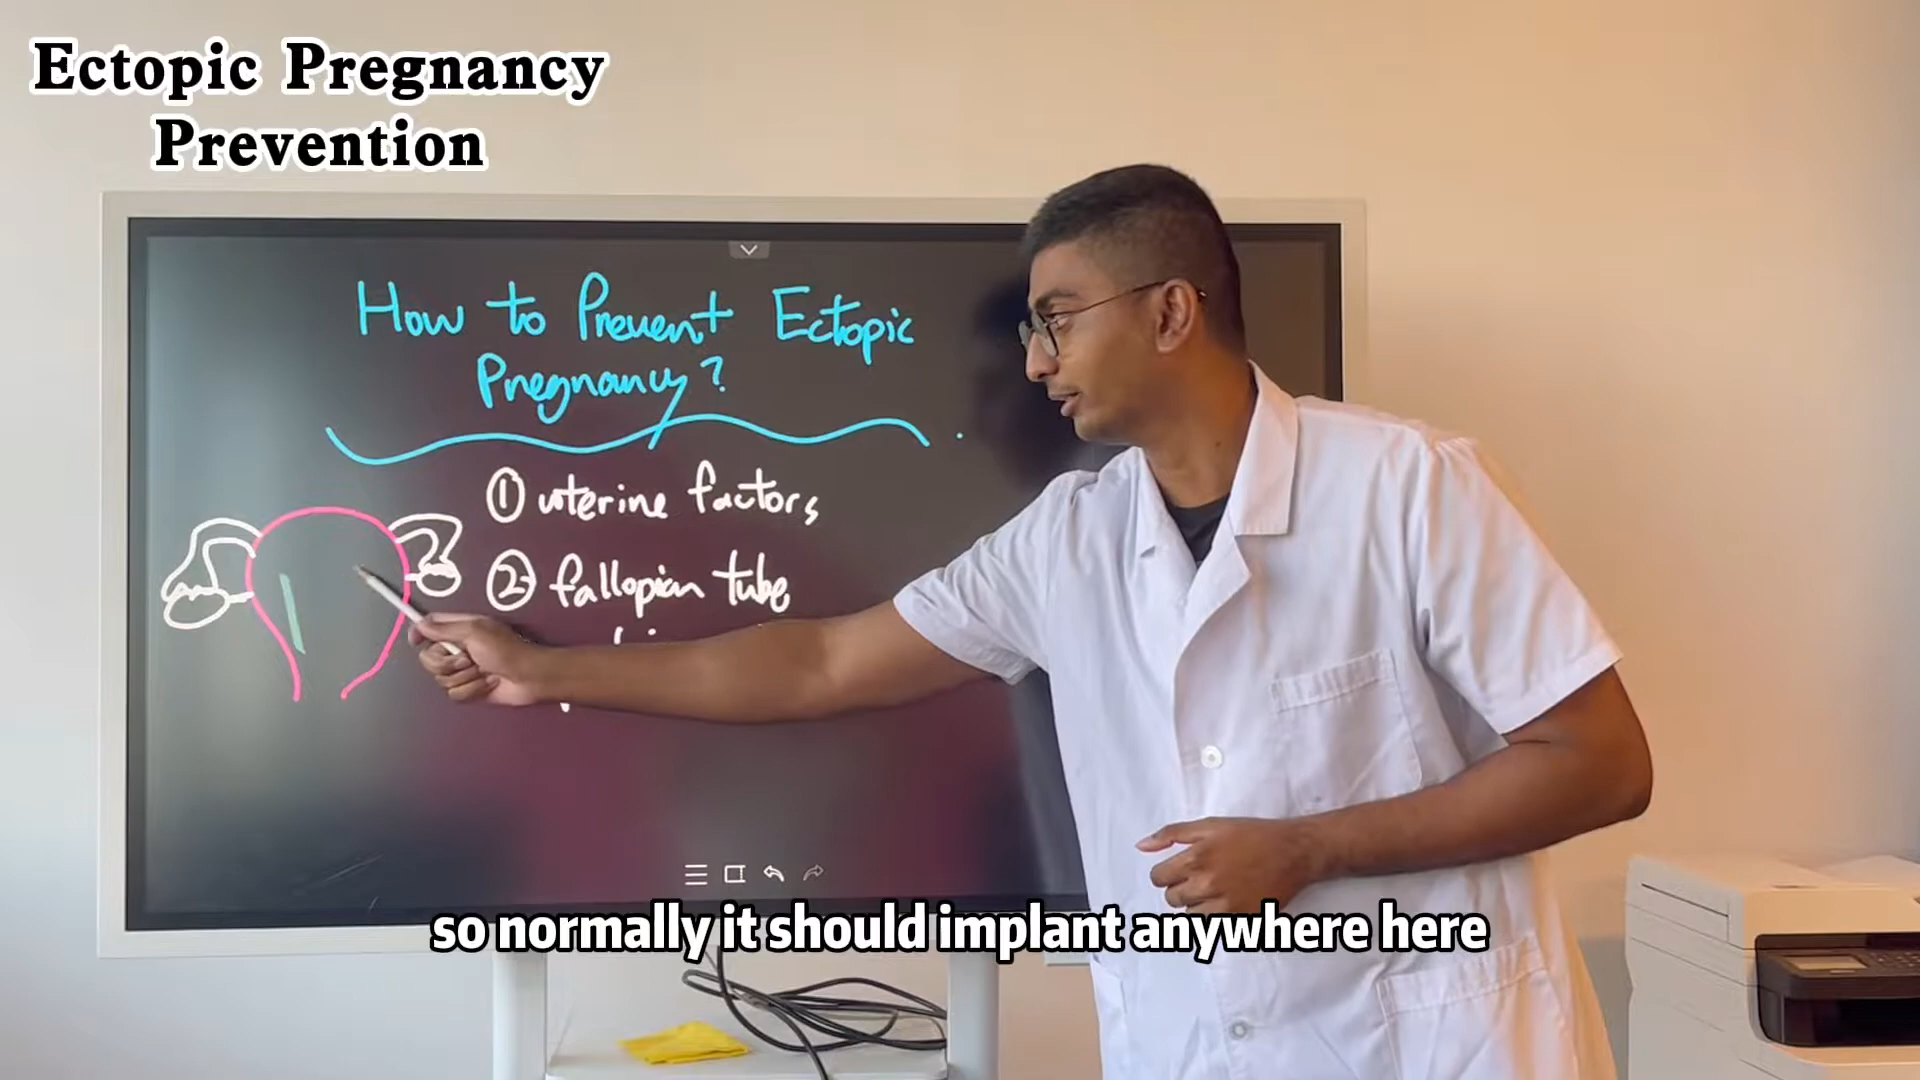 Ectopic Pregnancy
Prevention
How to Prevent Ectopic
Pregnancy?
① uterine factors
② fallopian tube
so normally it should implant anywhere here